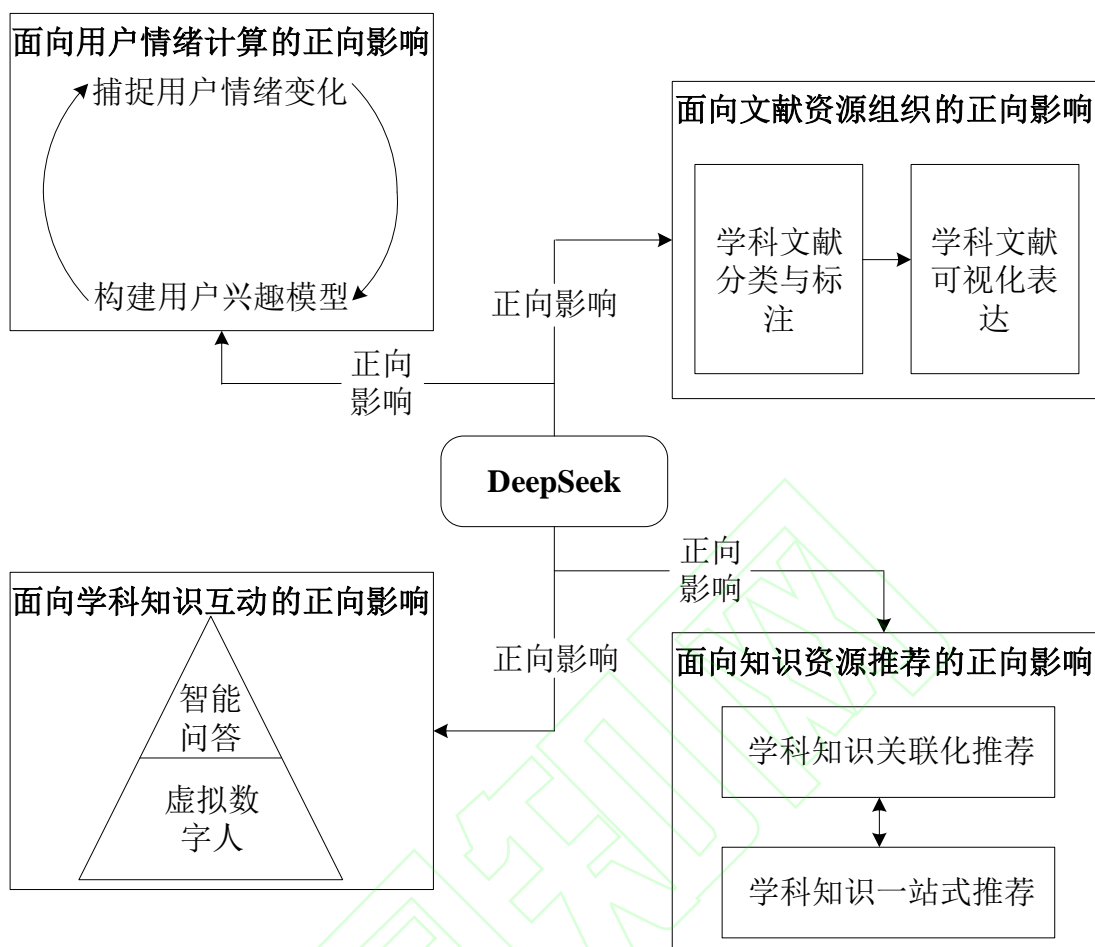 面向用户情绪计算的正向影响
捕捉用户情绪变化
构建用户兴趣模型
面向文献资源组织的正向影响
学科文献
分类与标
注
学科文献
可视化表
达
正向影响
正向
影响
DeepSeek
正向
影响
正向影响
面向学科知识互动的正向影响
智能
问答
虚拟数
字人
面向知识资源推荐的正向影响
学科知识关联化推荐
学科知识一站式推荐